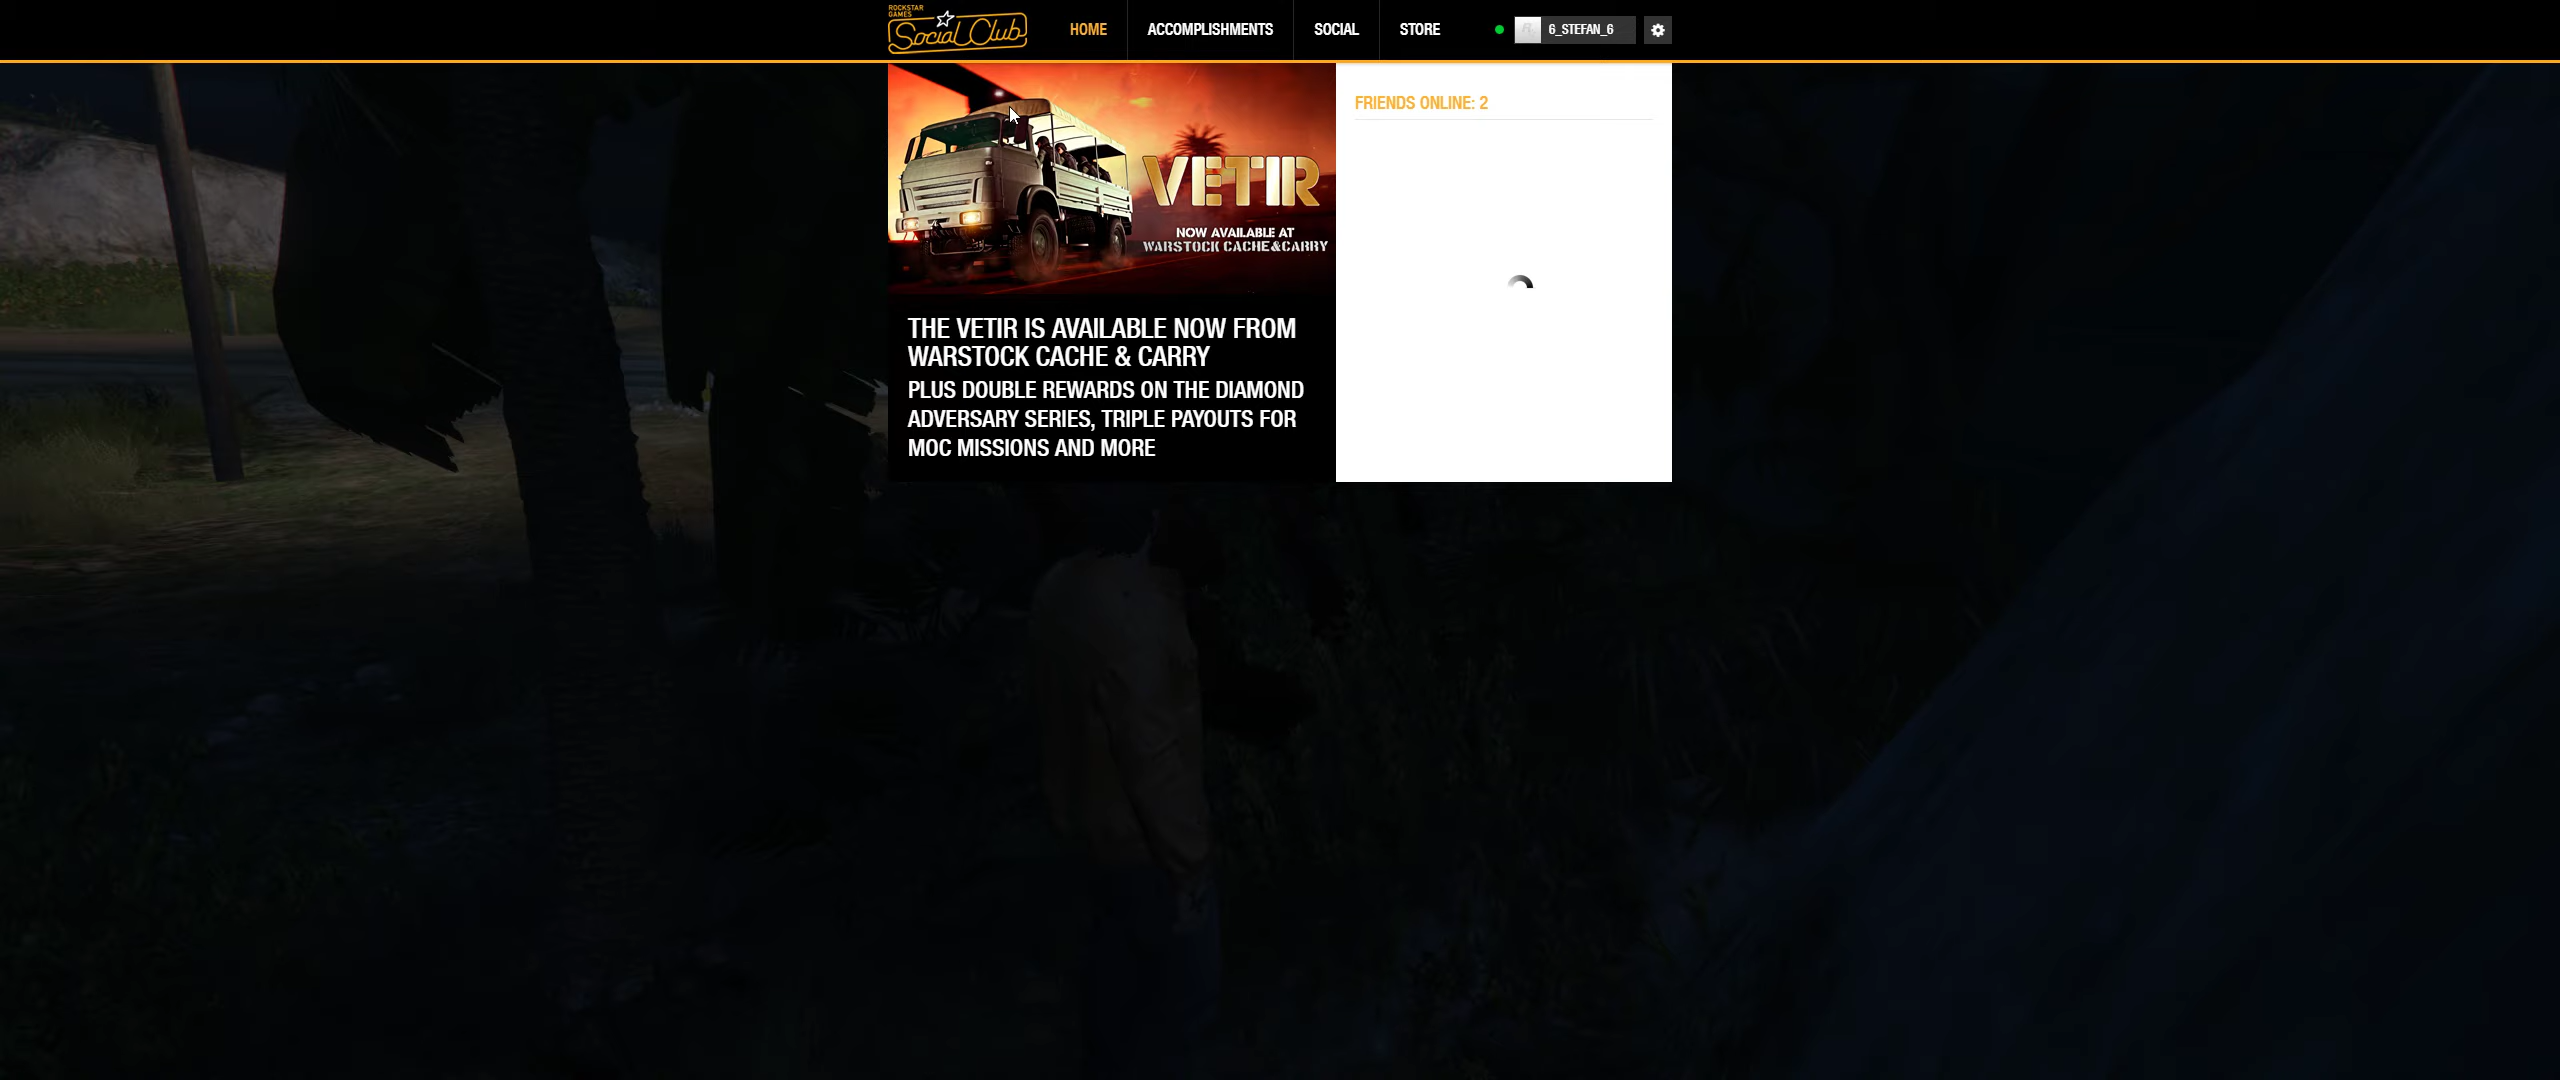 ROCKSTAR
GAMES
Social Club
HOME
ACCOMPLISHMENTS
SOCIAL
STORE
6_STEFAN_6
VETIR
NOW AVAILABLE AT
WARSTOCK CACHE&CARRY
THE VETIR IS AVAILABLE NOW FROM
WARSTOCK CACHE & CARRY
PLUS DOUBLE REWARDS ON THE DIAMOND
ADVERSARY SERIES, TRIPLE PAYOUTS FOR
MOC MISSIONS AND MORE
FRIENDS ONLINE: 2